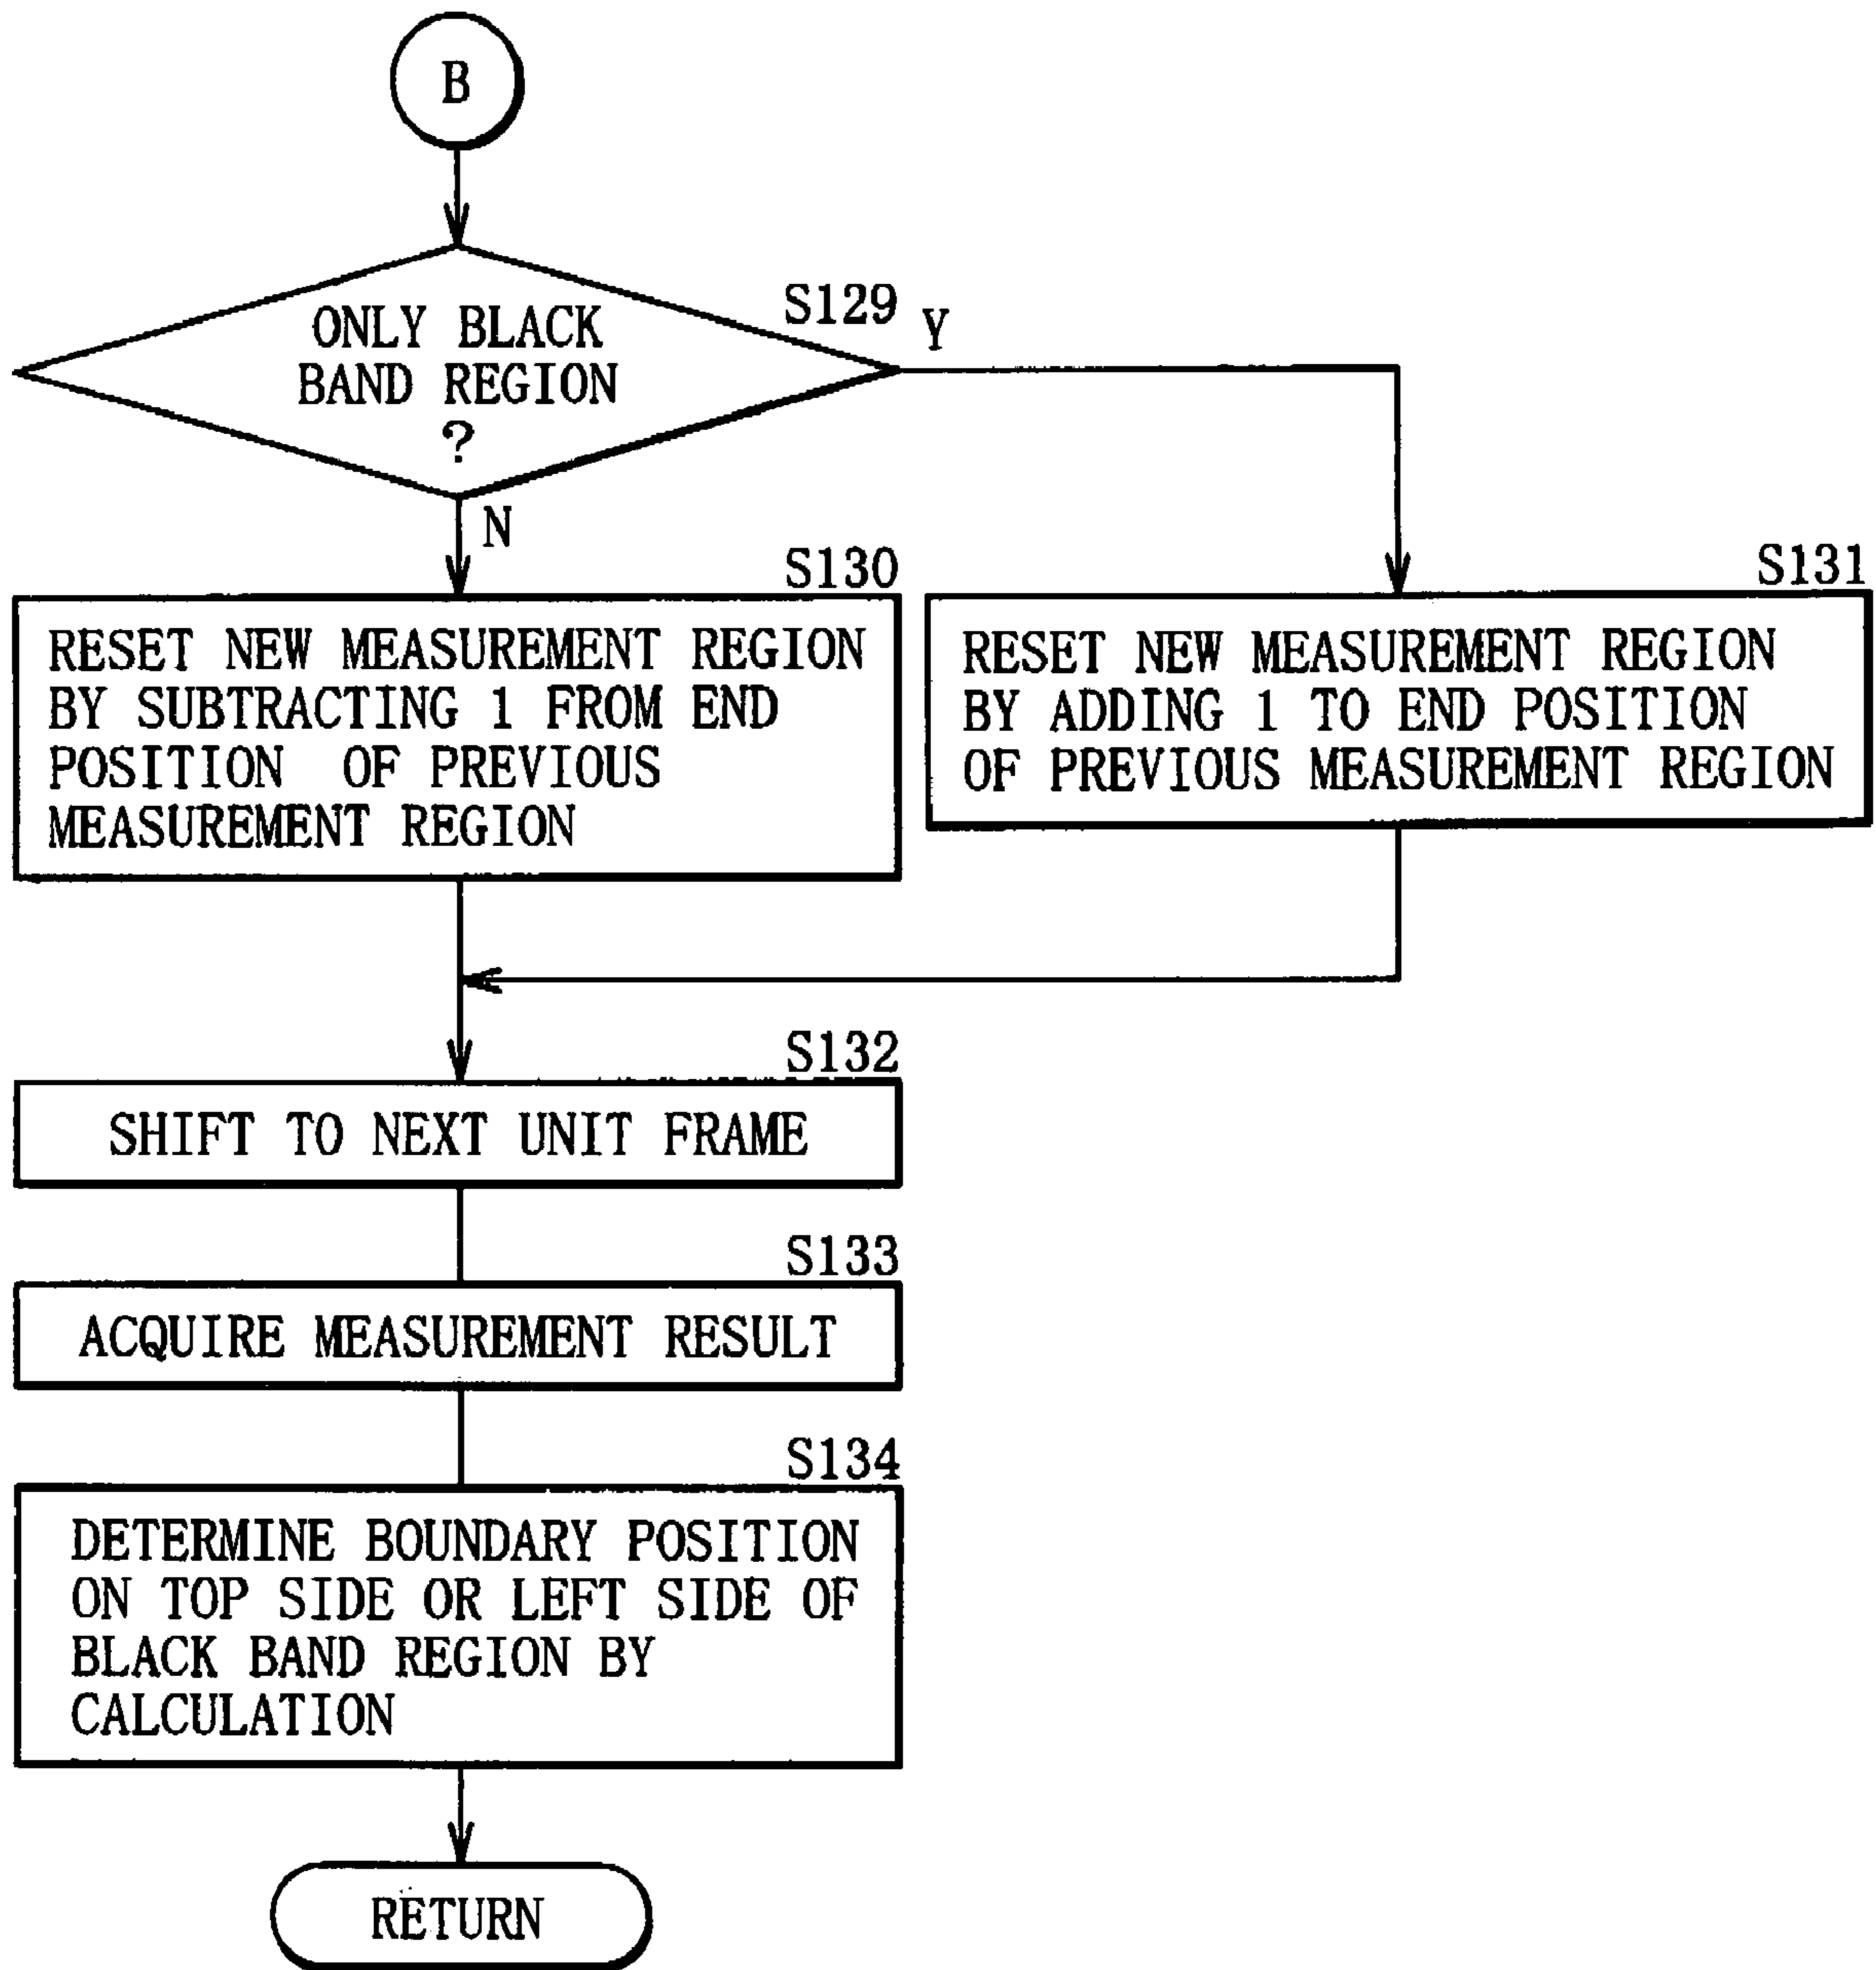 B
S129
Y
ONLY BLACK
BAND REGION
?
N
S130
RESET NEW MEASUREMENT REGION
BY SUBTRACTING 1 FROM END
POSITION OF PREVIOUS
MEASUREMENT REGION
S131
RESET NEW MEASUREMENT REGION
BY ADDING 1 TO END POSITION
OF PREVIOUS MEASUREMENT REGION
S132
SHIFT TO NEXT UNIT FRAME
S133
ACQUIRE MEASUREMENT RESULT
S134
DETERMINE BOUNDARY POSITION
ON TOP SIDE OR LEFT SIDE OF
BLACK BAND REGION BY
CALCULATION
RETURN